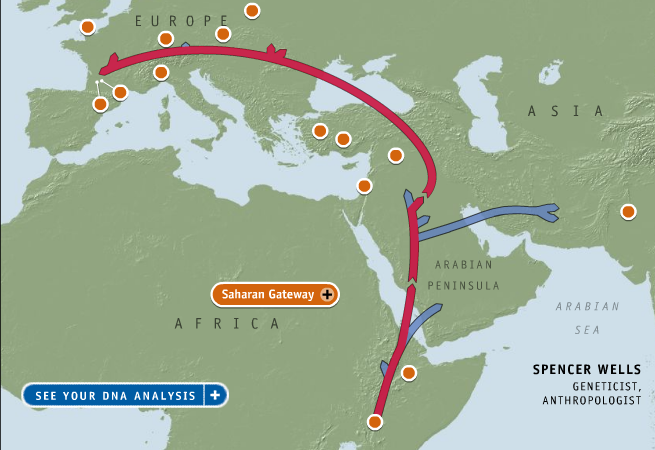 EUROPE
ASIA
ARABIAN
PENINSULA
Saharan Gateway +
ARABIAN
SEA
AFRICA
SPENCER WELLS
GENETICIST,
ANTHROPOLOGIST
SEE YOUR DNA ANALYSIS +